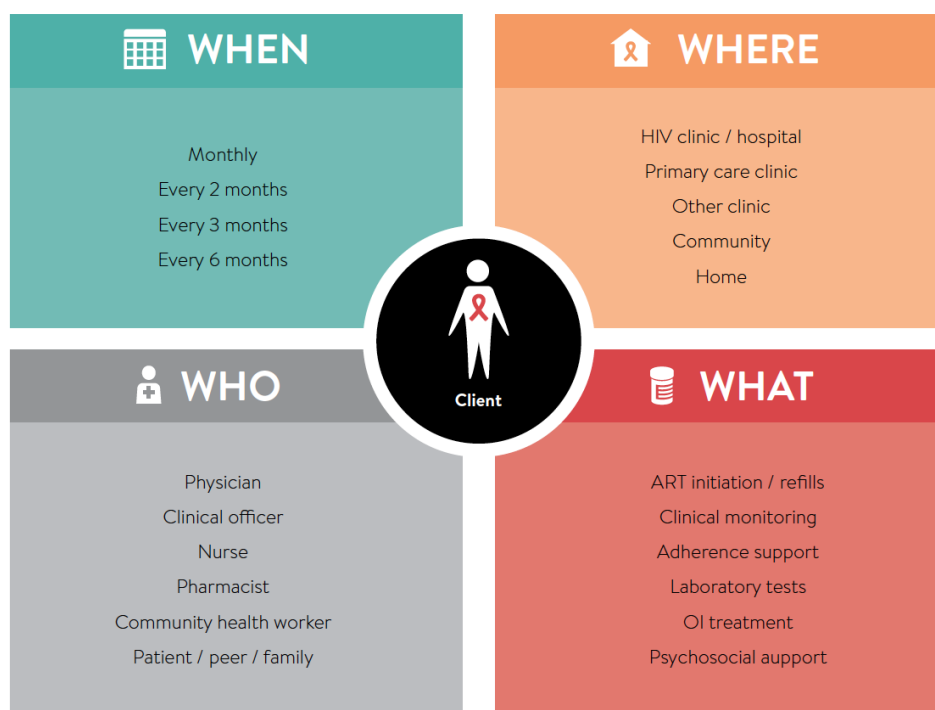 WHEN
Monthly
Every 2 months
Every 3 months
Every 6 months
WHERE
HIV clinic / hospital
Primary care clinic
Other clinic
Community
Home
Client
WHO
Physician
Clinical officer
Nurse
Pharmacist
Community health worker
Patient / peer / family
WHAT
ART initiation / refills
Clinical monitoring
Adherence support
Laboratory tests
OI treatment
Psychosocial aupport